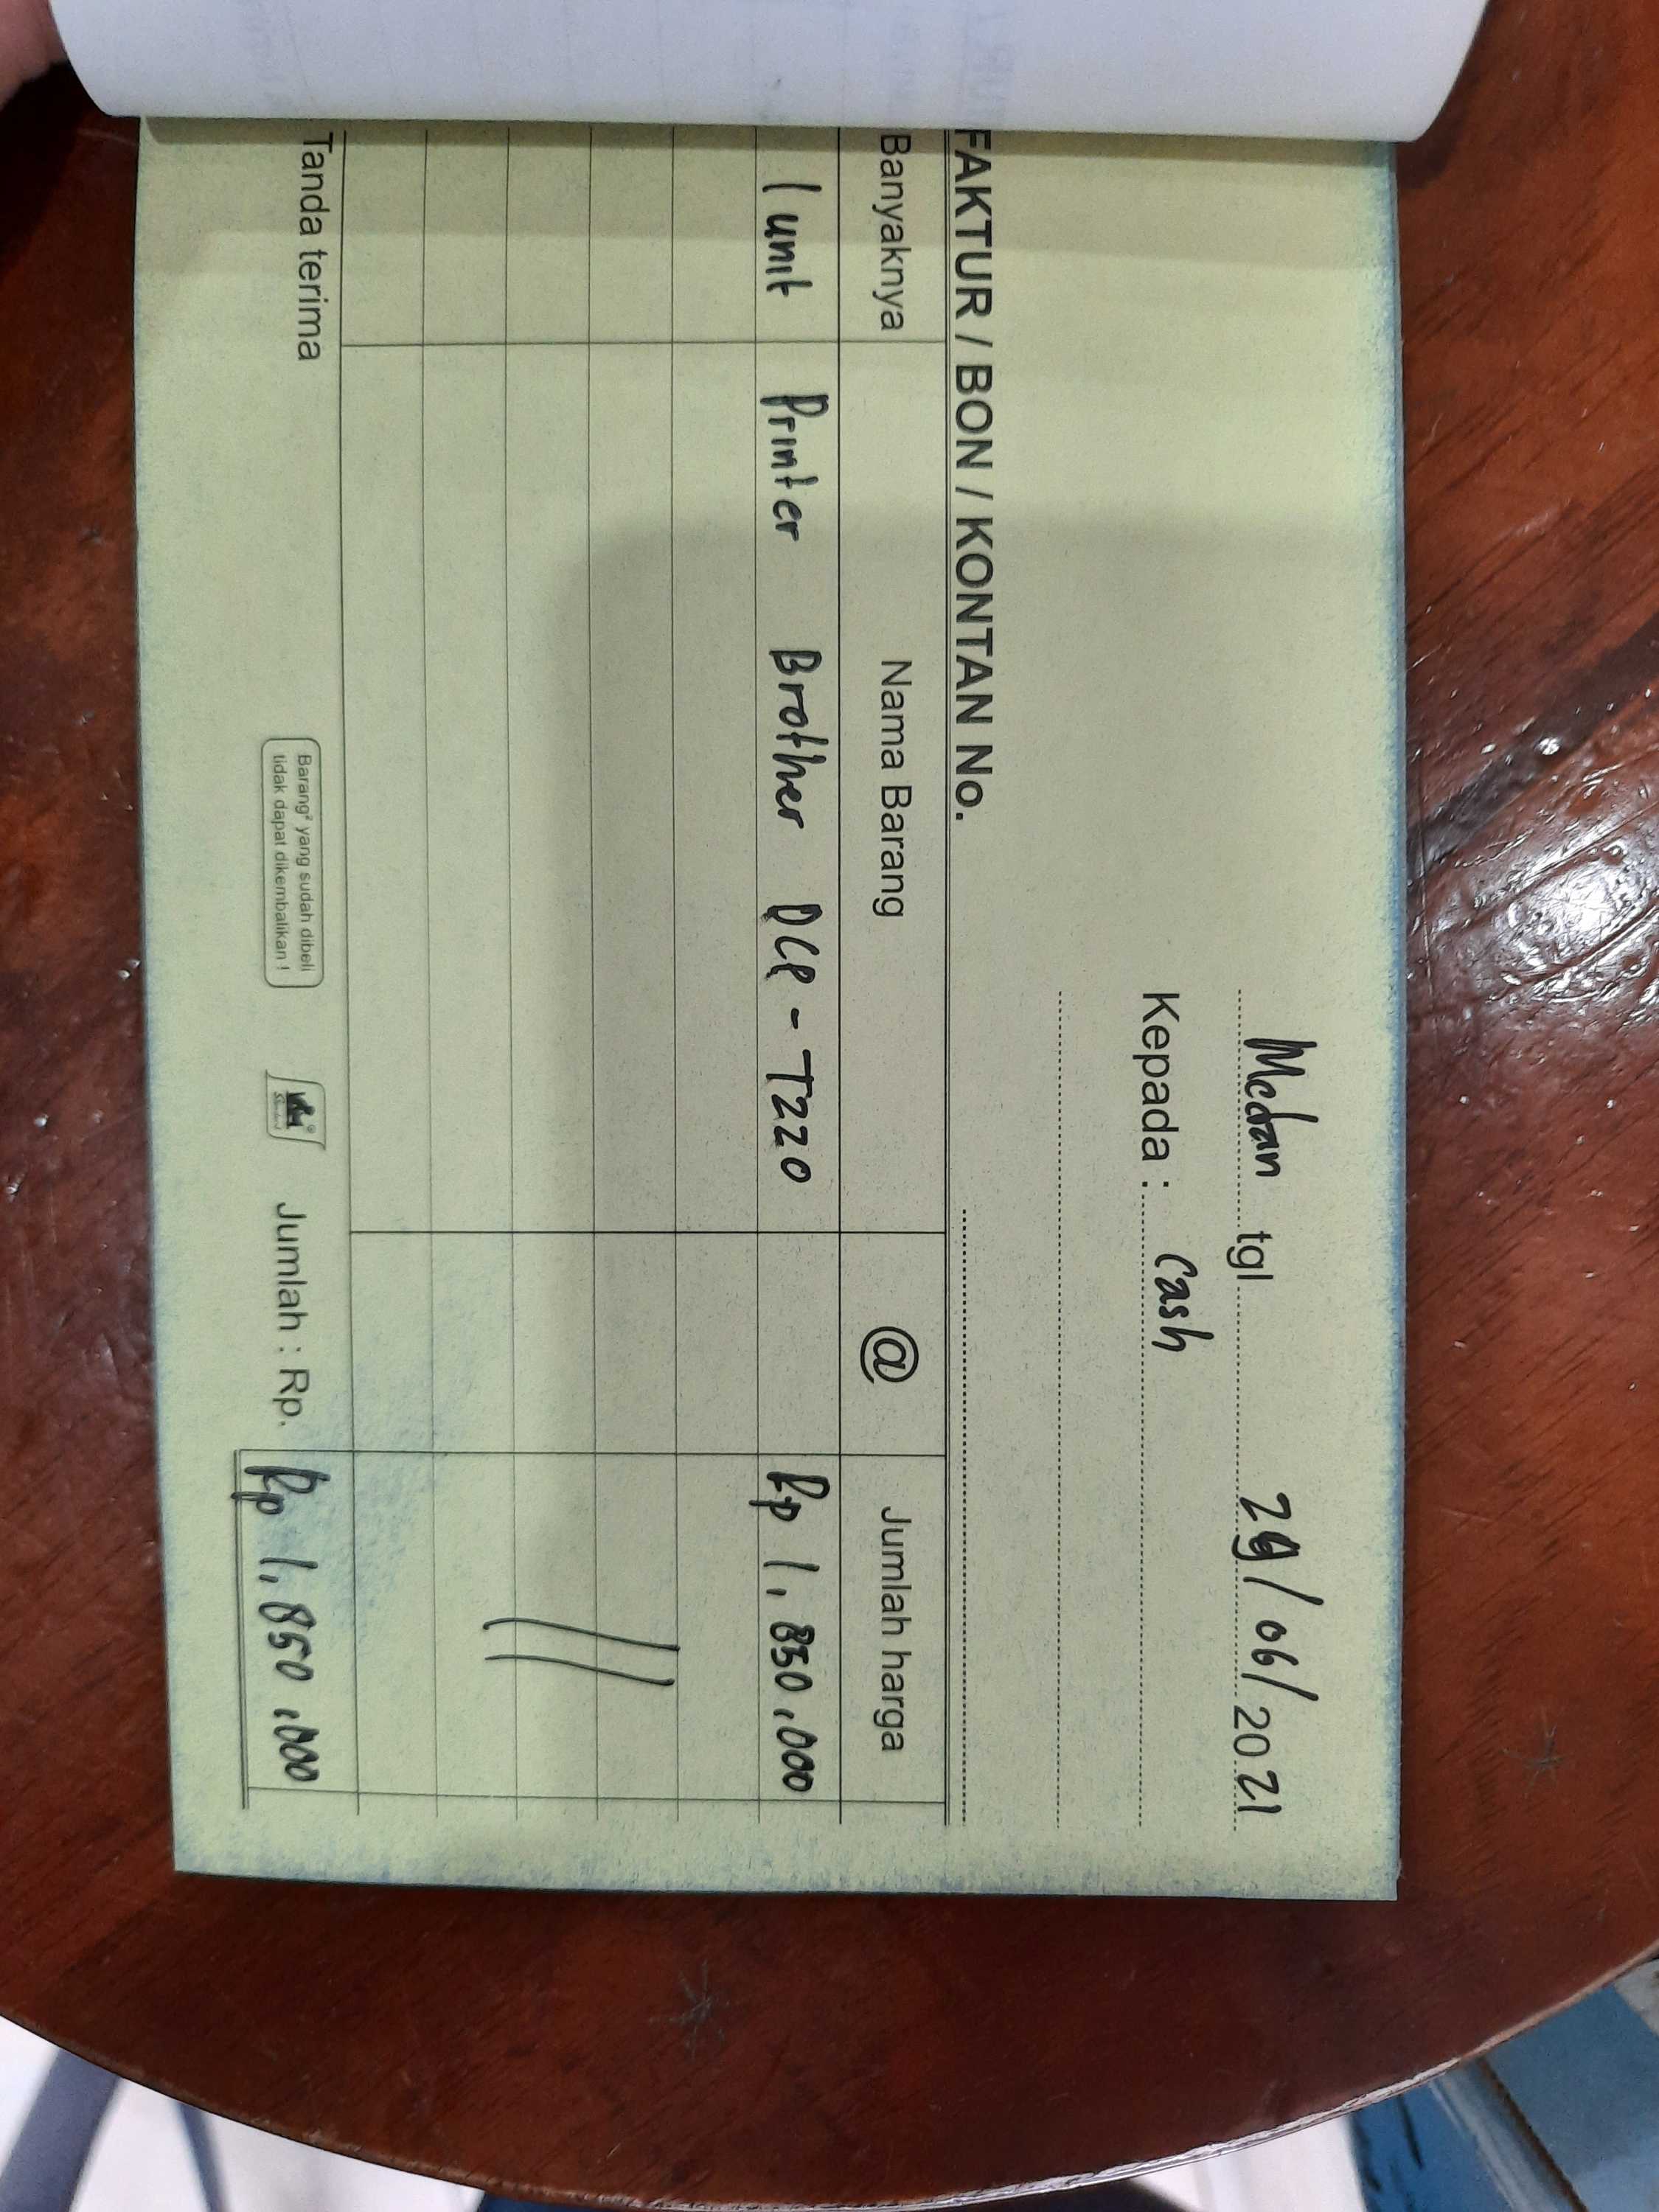 Medan tgl 29/06/2021
Kepada : Cash
FAKTUR / BON / KONTAN No.
Banyaknya Nama Barang @ Jumlah harga
1 unit Printer Brother DCP - T220 Rp 1.850.000
Tanda terima
Barang² yang sudah dibeli
tidak dapat dikembalikan !
Jumlah : Rp. Rp 1.850.000